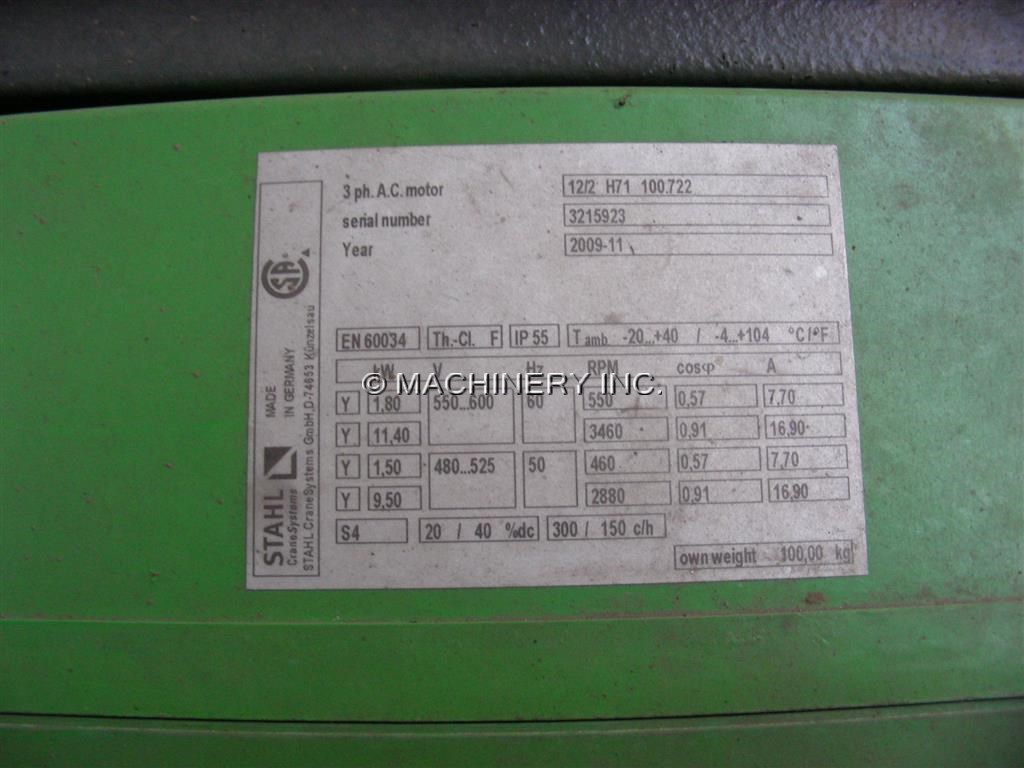 3 ph. A.C. motor 12/2 H71 100.722
serial number 3215923
Year 2009-11
EN 60034 Th.-Cl. F IP 55 T amb -20...+40 / -4...+104 °C/°F
kW V Hz RPM cosφ A
© MACHINERY INC.
Y 1,80 550...600 60 550 0,57 7,70
Y 11,40 3460 0,91 16,90
Y 1,50 480...525 50 460 0,57 7,70
Y 9,50 2880 0,91 16,90
S4 20 / 40 %dc 300 / 150 c/h
own weight 100,00 kg
SA
MADE
IN GERMANY
STAHL
CraneSystems
STAHL CraneSystems GmbH, D-74653 Künzelsau